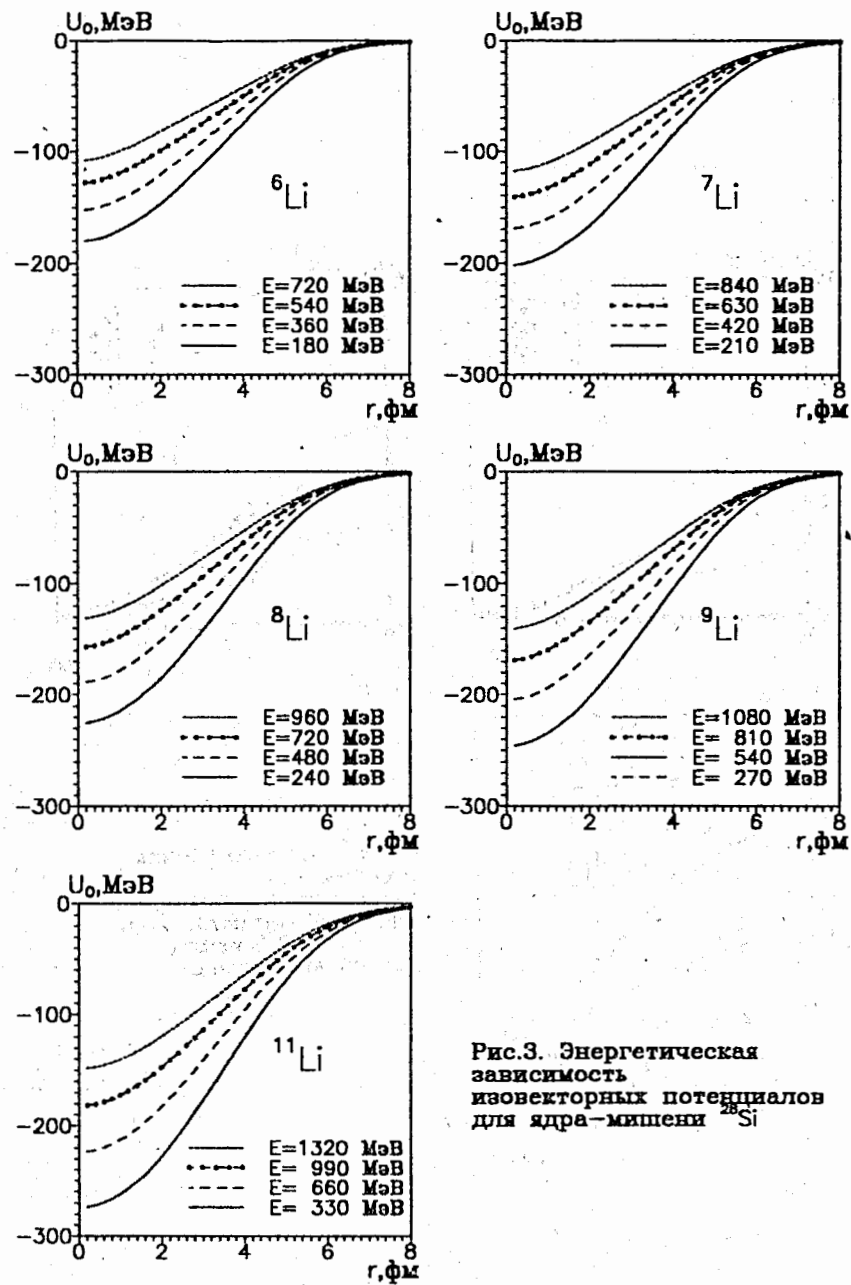 U₀,МэВ
0
−100
−200
−300
⁶Li
E=720 МэВ
E=540 МэВ
E=360 МэВ
E=180 МэВ
0 2 4 6 8
r,фм
U₀,МэВ
0
−100
−200
−300
⁷Li
E=840 МэВ
E=630 МэВ
E=420 МэВ
E=210 МэВ
0 2 4 6 8
r,фм
U₀,МэВ
0
−100
−200
−300
⁸Li
E=960 МэВ
E=720 МэВ
E=480 МэВ
E=240 МэВ
0 2 4 6 8
r,фм
U₀,МэВ
0
−100
−200
−300
⁹Li
E=1080 МэВ
E= 810 МэВ
E= 540 МэВ
E= 270 МэВ
0 2 4 6 8
r,фм
U₀,МэВ
0
−100
−200
−300
¹¹Li
E=1320 МэВ
E= 990 МэВ
E= 660 МэВ
E= 330 МэВ
0 2 4 6 8
r,фм
Рис.3. Энергетическая
зависимость
изовекторных потенциалов
для ядра-мишени ²⁸Si